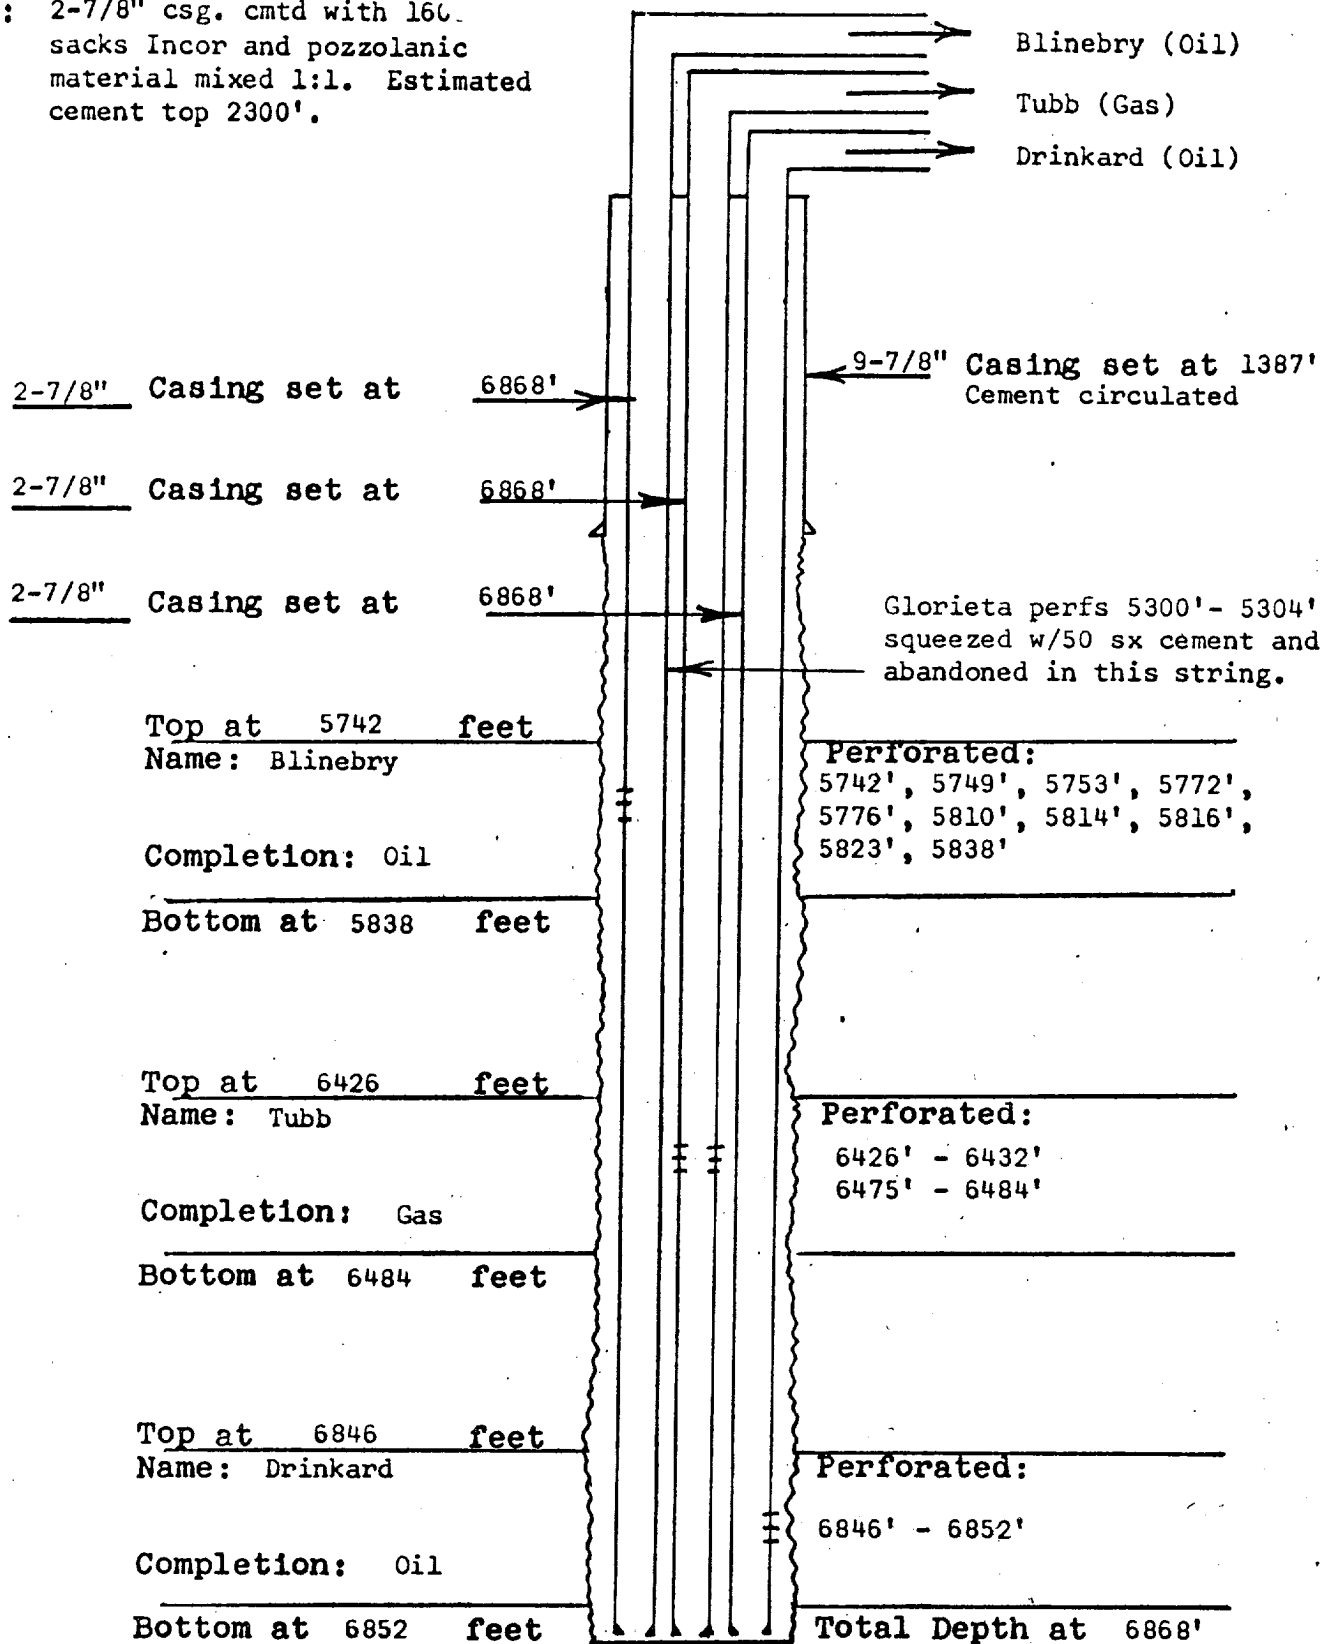 : 2-7/8" csg. cmtd with
sacks Incor and pozzolanic
material mixed 1:1. Estimated
cement top 2300'.
Blinebry (Oil)
Tubb (Gas)
Drinkard (Oil)
2-7/8" Casing set at 6868'
9-7/8" Casing set at 1387'
Cement circulated
2-7/8" Casing set at 6868'
2-7/8" Casing set at 6868'
Glorieta perfs 5300'- 5304'
squeezed w/50 sx cement and
abandoned in this string.
Top at 5742 feet
Name: Blinebry
Completion: Oil
Bottom at 5838 feet
Perforated:
5742', 5749', 5753', 5772',
5776', 5810', 5814', 5816',
5823', 5838'
Top at 6426 feet
Name: Tubb
Completion: Gas
Bottom at 6484 feet
Perforated:
6426' - 6432'
6475' - 6484'
Top at 6846 feet
Name: Drinkard
Completion: Oil
Bottom at 6852 feet
Perforated:
6846' - 6852'
Total Depth at 6868'